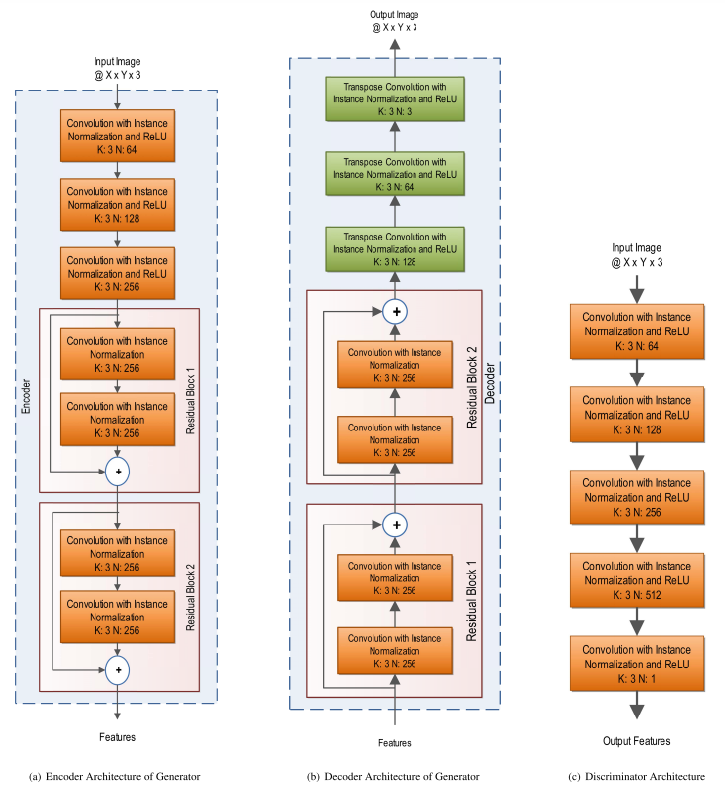 Input Image
@ X x Y x 3
Convolution with Instance
Normalization and ReLU
K: 3 N: 64
Convolution with Instance
Normalization and ReLU
K: 3 N: 128
Convolution with Instance
Normalization and ReLU
K: 3 N: 256
Encoder
Residual Block 1
Convolution with Instance
Normalization
K: 3 N: 256
Convolution with Instance
Normalization
K: 3 N: 256
+
Residual Block 2
Convolution with Instance
Normalization
K: 3 N: 256
Convolution with Instance
Normalization
K: 3 N: 256
+
Features
(a) Encoder Architecture of Generator
Output Image
@ X x Y x
Transpose Convolution with
Instance Normalization and ReLU
K: 3 N: 3
Transpose Convolution with
Instance Normalization and ReLU
K: 3 N: 64
Transpose Convolution with
Instance Normalization and ReLU
K: 3 N: 128
Decoder
Residual Block 2
+
Convolution with Instance
Normalization
K: 3 N: 256
Convolution with Instance
Normalization
K: 3 N: 256
Residual Block 1
+
Convolution with Instance
Normalization
K: 3 N: 256
Convolution with Instance
Normalization
K: 3 N: 256
Features
(b) Decoder Architecture of Generator
Input Image
@ X x Y x 3
Convolution with Instance
Normalization and ReLU
K: 3 N: 64
Convolution with Instance
Normalization and ReLU
K: 3 N: 128
Convolution with Instance
Normalization and ReLU
K: 3 N: 256
Convolution with Instance
Normalization and ReLU
K: 3 N: 512
Convolution with Instance
Normalization and ReLU
K: 3 N: 1
Output Features
(c) Discriminator Architecture